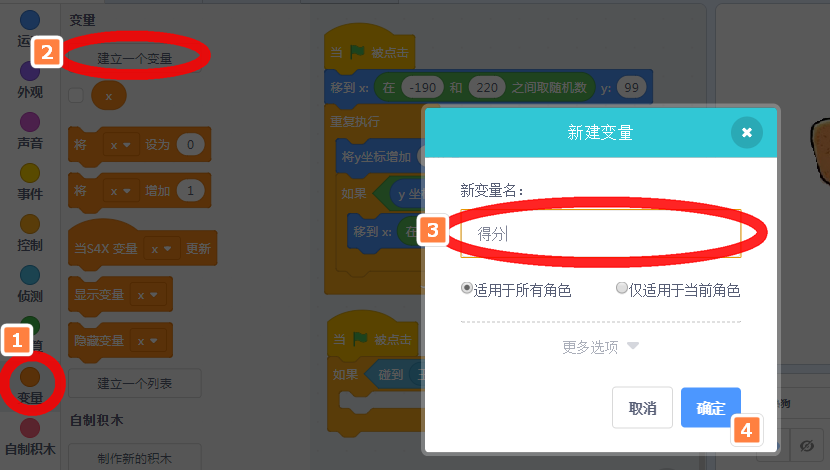 运
外观
声音
事件
控制
侦测
变量
自制积木
变量
建立一个变量
x
将 x 设为 0
将 x 增加 1
当S4X 变量 x 更新
显示变量 x
隐藏变量 x
建立一个列表
自制积木
制作新的积木
当 被点击
移到 x: 在 -190 和 220 之间取随机数 y: 99
重复执行
将y坐标增加
如果 y 坐
移到 x: 在
当 被点击
如果 碰到
新建变量
新变量名：
得分
适用于所有角色 仅适用于当前角色
更多选项
取消 确定
狗
1
2
3
4